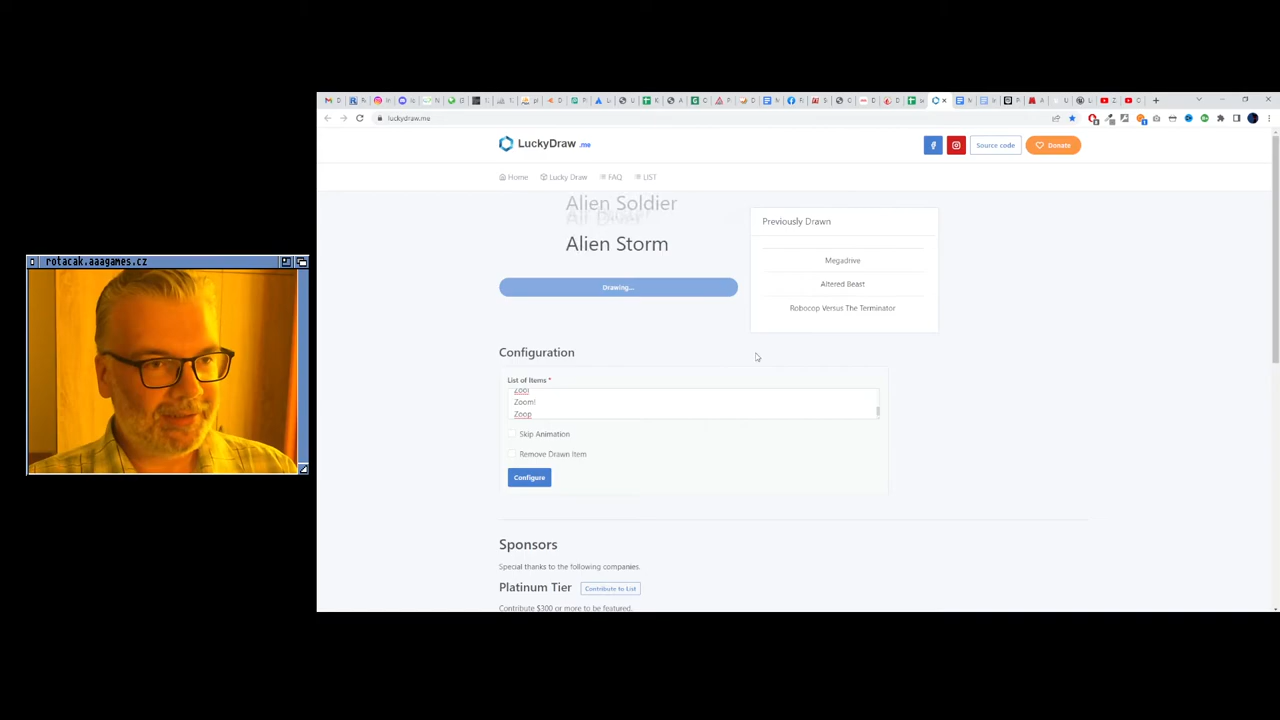 rotacak.aaagames.cz
luckydraw.me
LuckyDraw .me
Source code
Donate
Home
Lucky Draw
FAQ
LIST
Alien Soldier
Alien Storm
Drawing...
Previously Drawn
Megadrive
Altered Beast
Robocop Versus The Terminator
Configuration
List of Items *
Zool
Zoom!
Zoop
Skip Animation
Remove Drawn Item
Configure
Sponsors
Special thanks to the following companies.
Platinum Tier
Contribute to List
Contribute $300 or more to be featured.